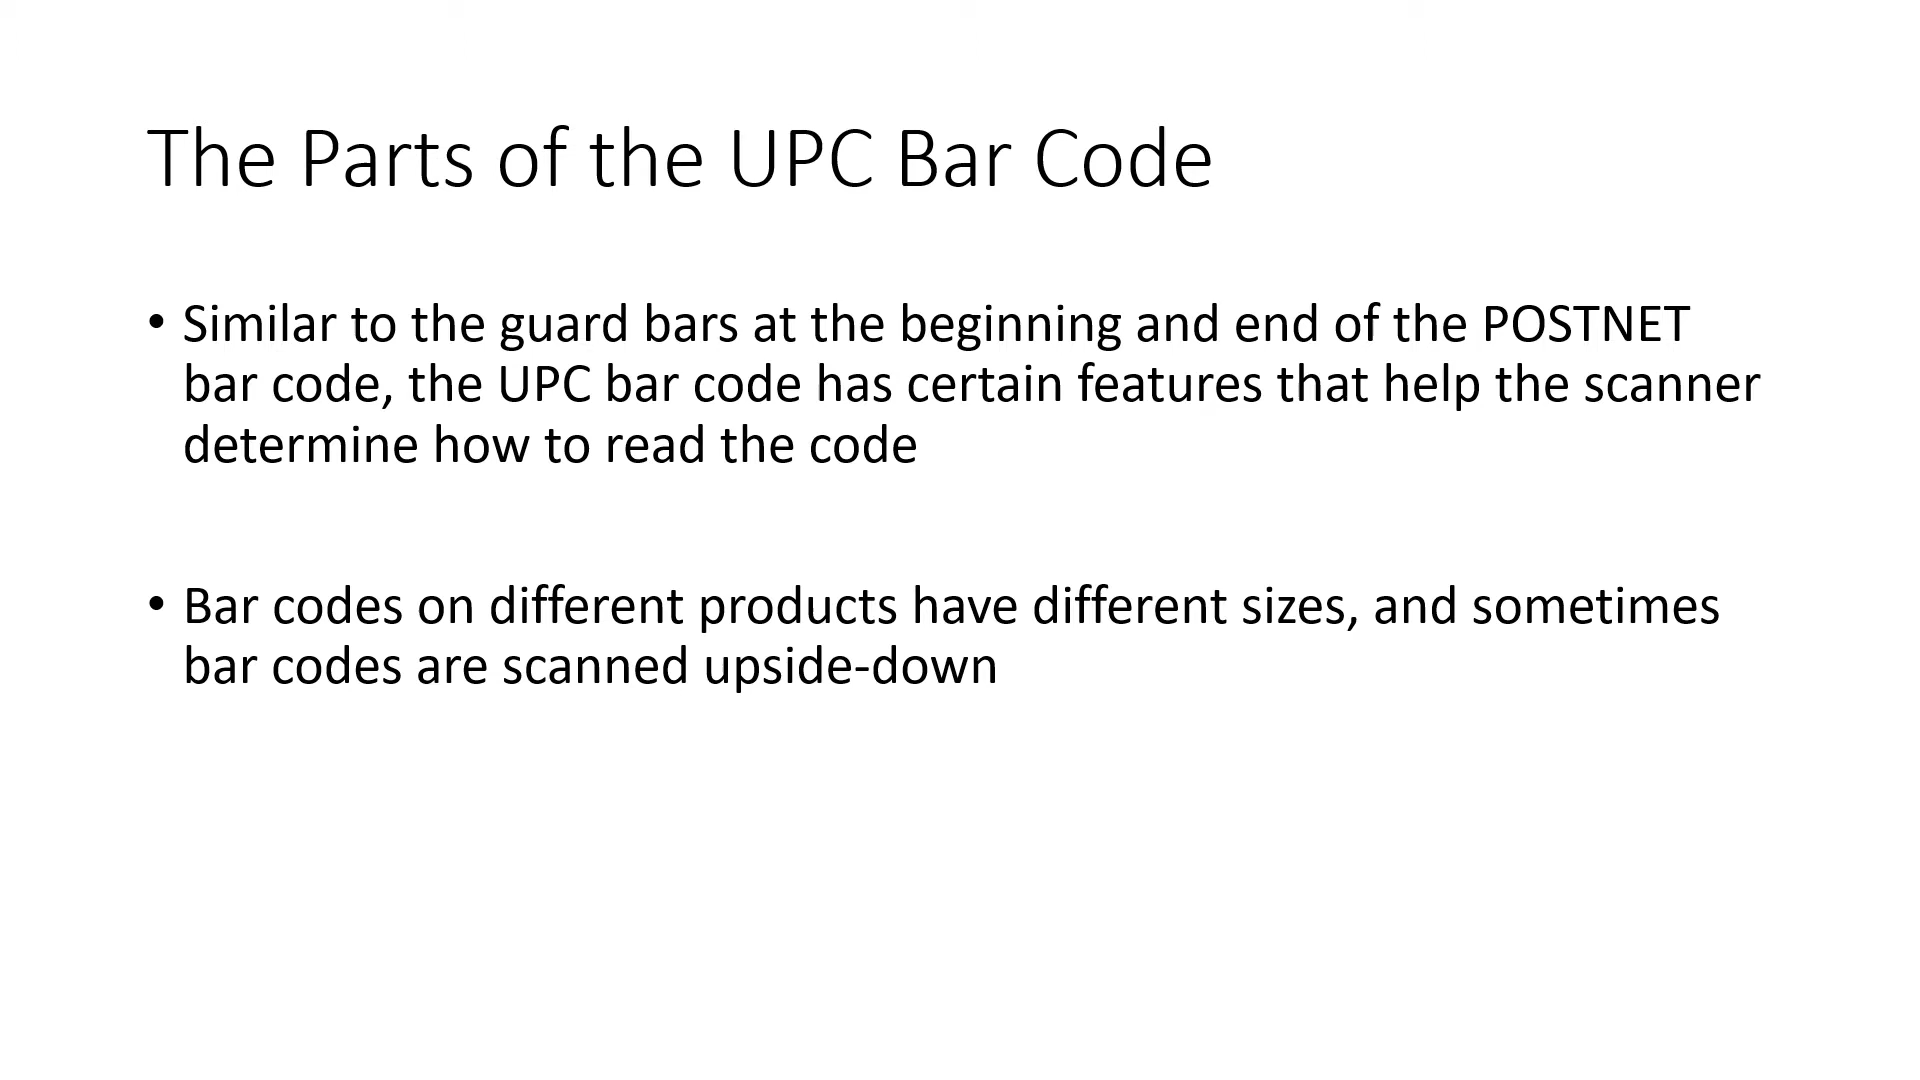 The Parts of the UPC Bar Code
• Similar to the guard bars at the beginning and end of the POSTNET
bar code, the UPC bar code has certain features that help the scanner
determine how to read the code
• Bar codes on different products have different sizes, and sometimes
bar codes are scanned upside-down